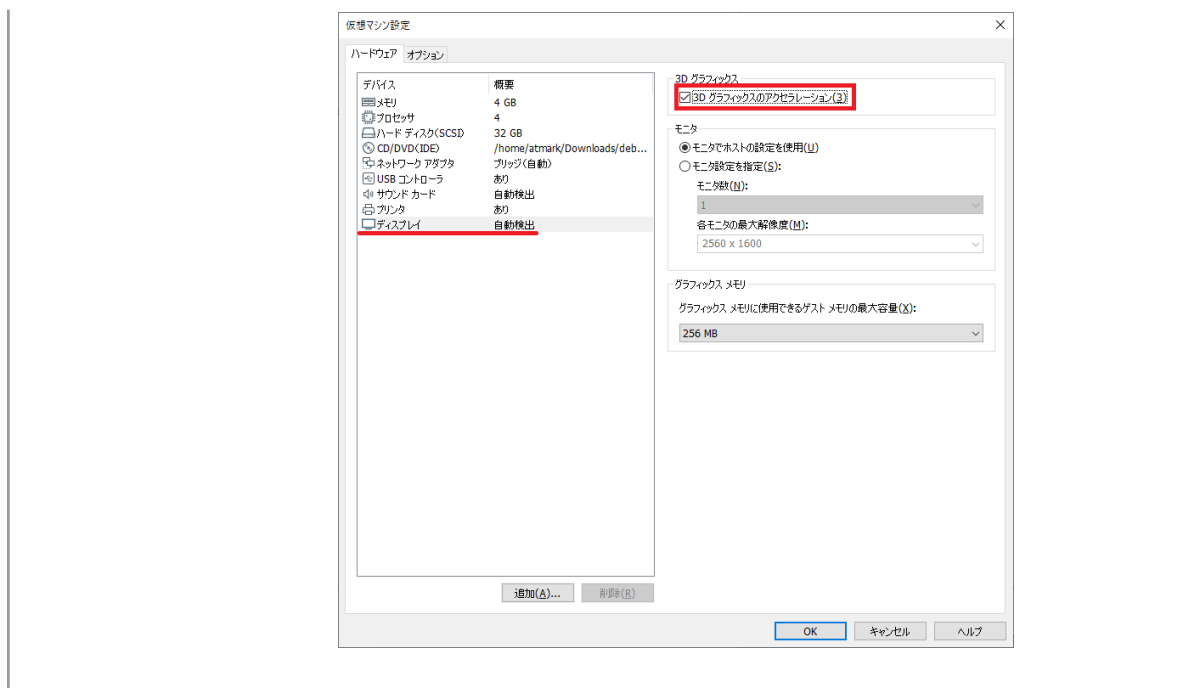 仮想マシン設定
ハードウェア オプション
デバイス 概要
メモリ 4 GB
プロセッサ 4
ハード ディスク(SCSI) 32 GB
CD/DVD(IDE) /home/atmark/Downloads/deb...
ネットワーク アダプタ ブリッジ(自動)
USB コントローラ あり
サウンド カード 自動検出
プリンタ あり
ディスプレイ 自動検出
追加(A)... 削除(R)
3D グラフィックス
3D グラフィックスのアクセラレーション(3)
モニタ
モニタでホストの設定を使用(U)
モニタ設定を指定(S):
モニタ数(N):
1
各モニタの最大解像度(M):
2560 x 1600
グラフィックス メモリ
グラフィックス メモリに使用できるゲスト メモリの最大容量(X):
256 MB
OK キャンセル ヘルプ